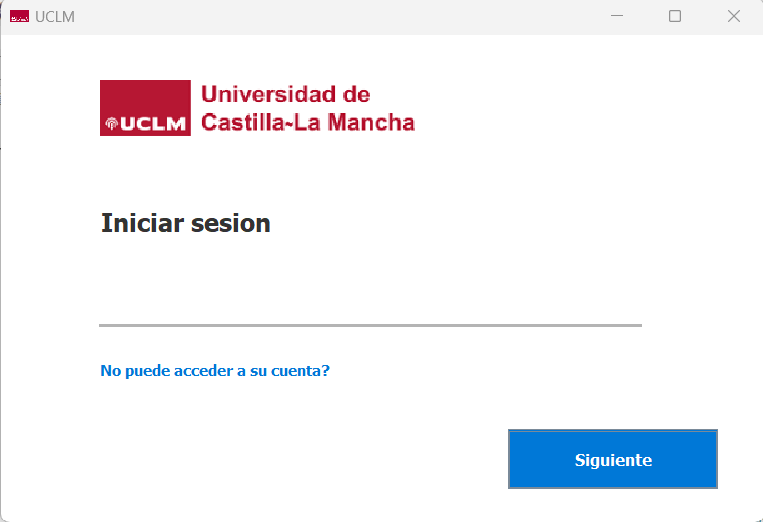 UCLM
UCLM
Universidad de
Castilla-La Mancha
Iniciar sesion
No puede acceder a su cuenta?
Siguiente